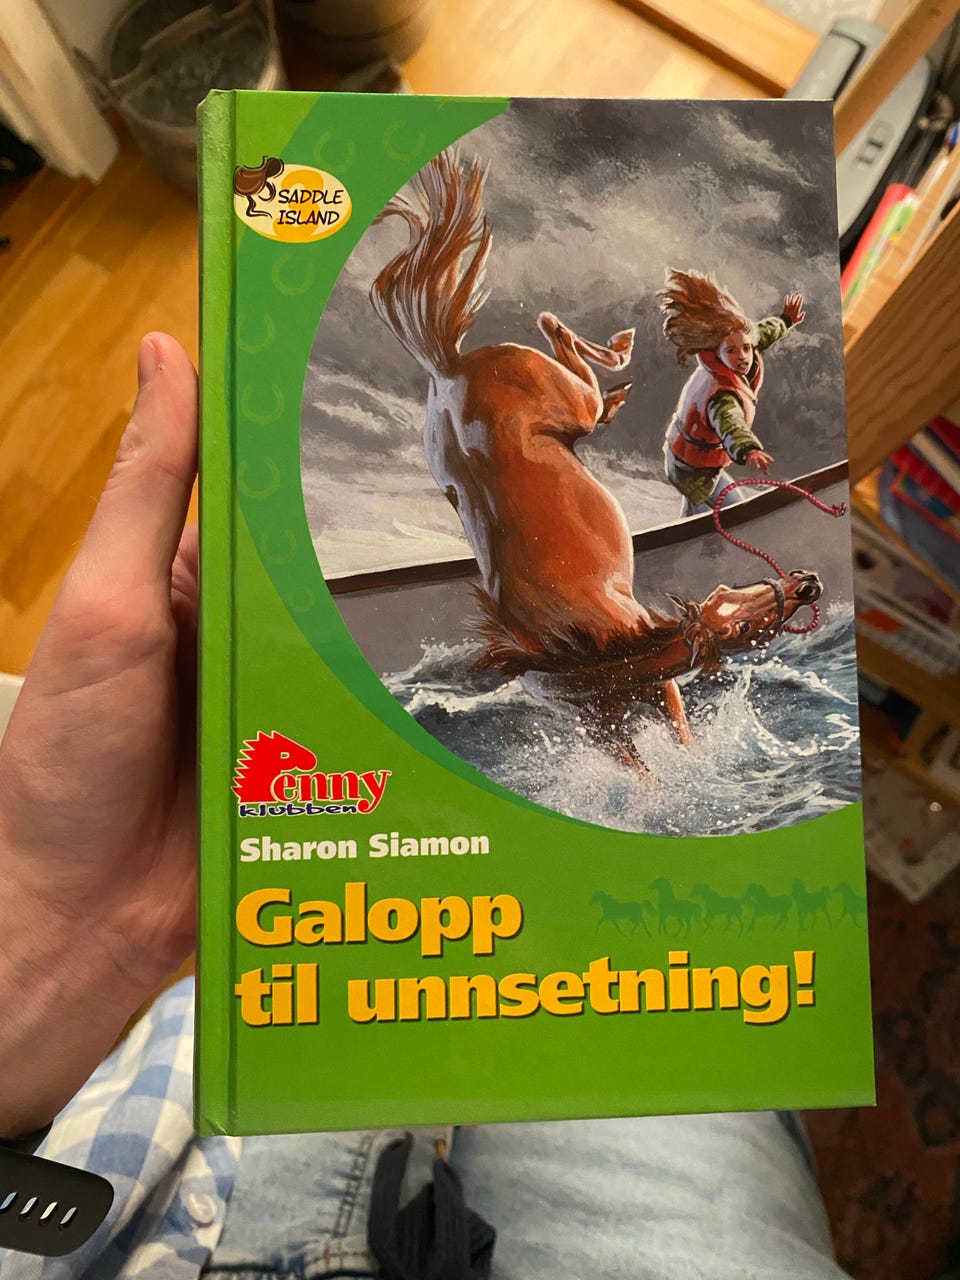 SADDLE
ISLAND
Penny
klubben
Sharon Siamon
Galopp
til unnsetning!